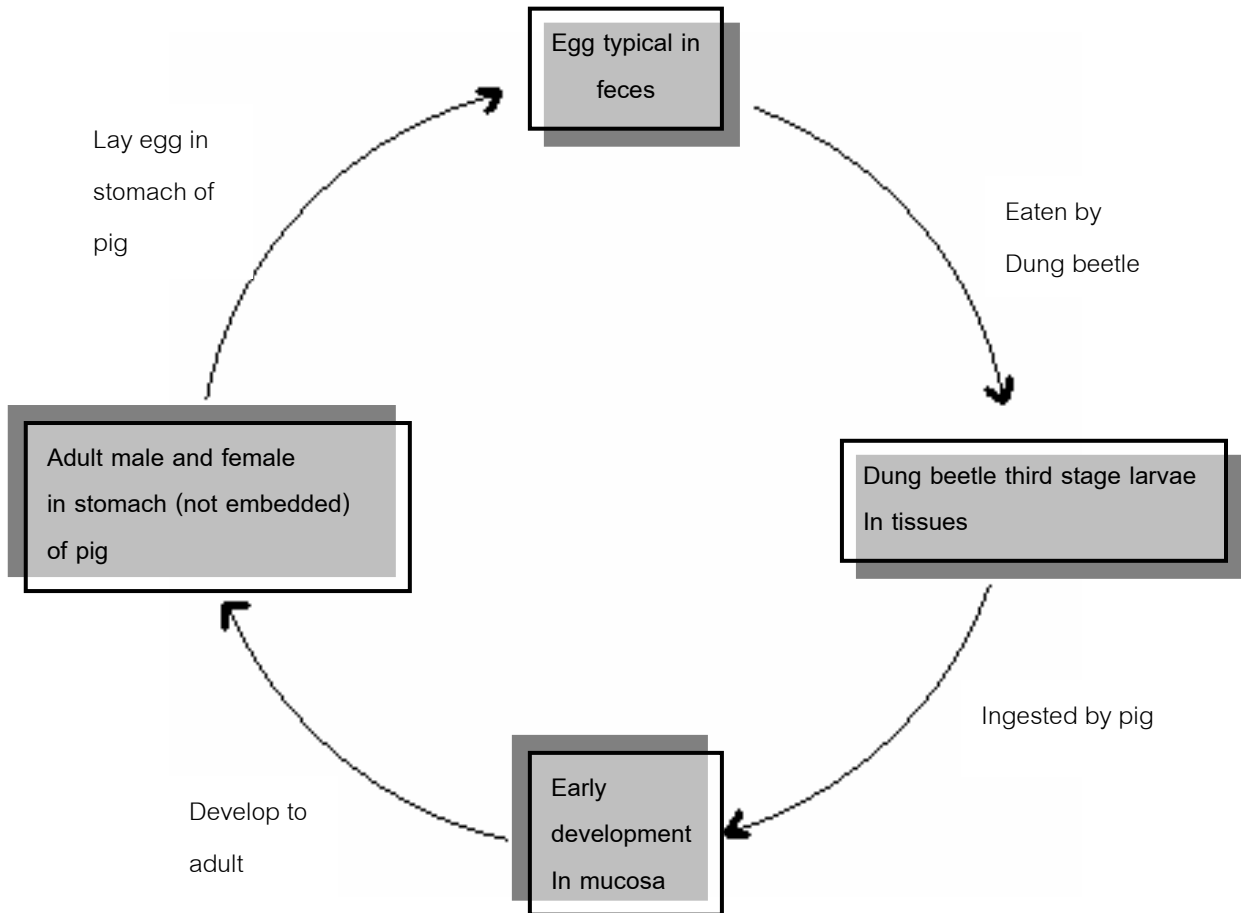 Egg typical in
feces
Eaten by
Dung beetle
Dung beetle third stage larvae
In tissues
Ingested by pig
Early
development
In mucosa
Develop to
adult
Adult male and female
in stomach (not embedded)
of pig
Lay egg in
stomach of
pig